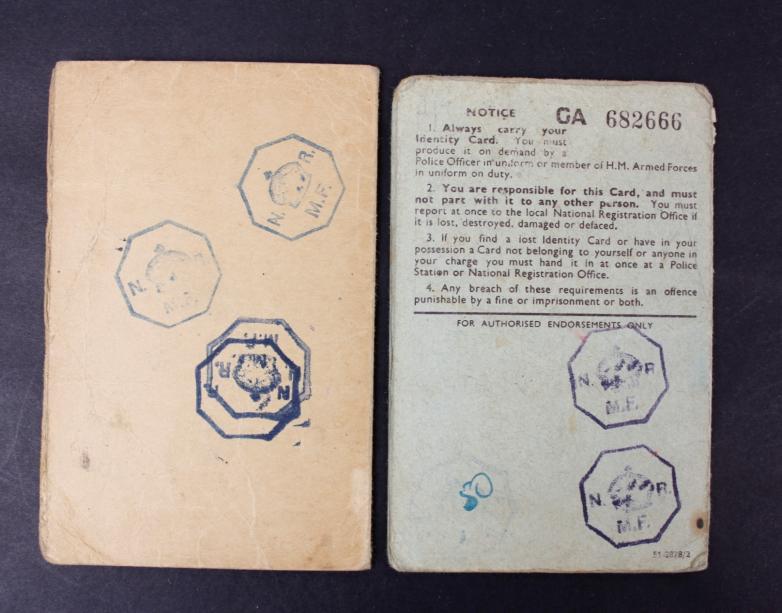 N. R.
M.F.
N.
M.F.
M.F.
R.
N
NOTICE GA 682666
1. Always carry your
Identity Card. You must
produce it on demand by a
Police Officer in uniform or member of H.M. Armed Forces
in uniform on duty.
2. You are responsible for this Card, and must
not part with it to any other person. You must
report at once to the local National Registration Office if
it is lost, destroyed, damaged or defaced.
3. If you find a lost Identity Card or have in your
possession a Card not belonging to yourself or anyone in
your charge you must hand it in at once at a Police
Station or National Registration Office.
4. Any breach of these requirements is an offence
punishable by a fine or imprisonment or both.
FOR AUTHORISED ENDORSEMENTS ONLY
N. R.
M.F.
50
N. R.
M.F.
51-2878/2